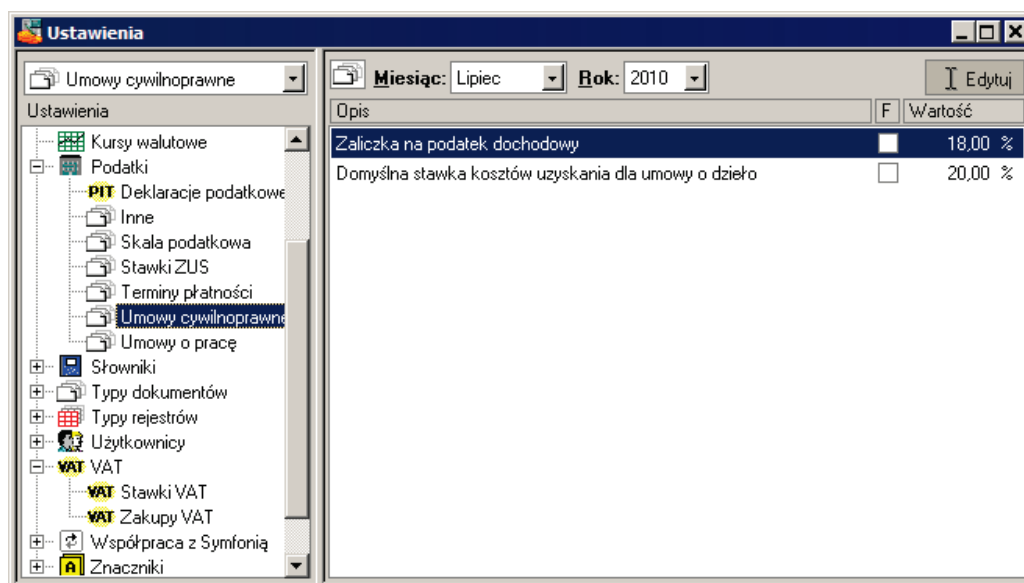 Ustawienia
Umowy cywilnoprawne
Miesiąc: Lipiec Rok: 2010 Edytuj
Ustawienia
Opis F Wartość
Kursy walutowe
Podatki
PIT Deklaracje podatkowe
Inne
Skala podatkowa
Stawki ZUS
Terminy płatności
Umowy cywilnoprawne
Umowy o pracę
Słowniki
Typy dokumentów
Typy rejestrów
Użytkownicy
VAT VAT
VAT Stawki VAT
VAT Zakupy VAT
Współpraca z Symfonią
A Znaczniki
Zaliczka na podatek dochodowy 18,00 %
Domyślna stawka kosztów uzyskania dla umowy o dzieło 20,00 %